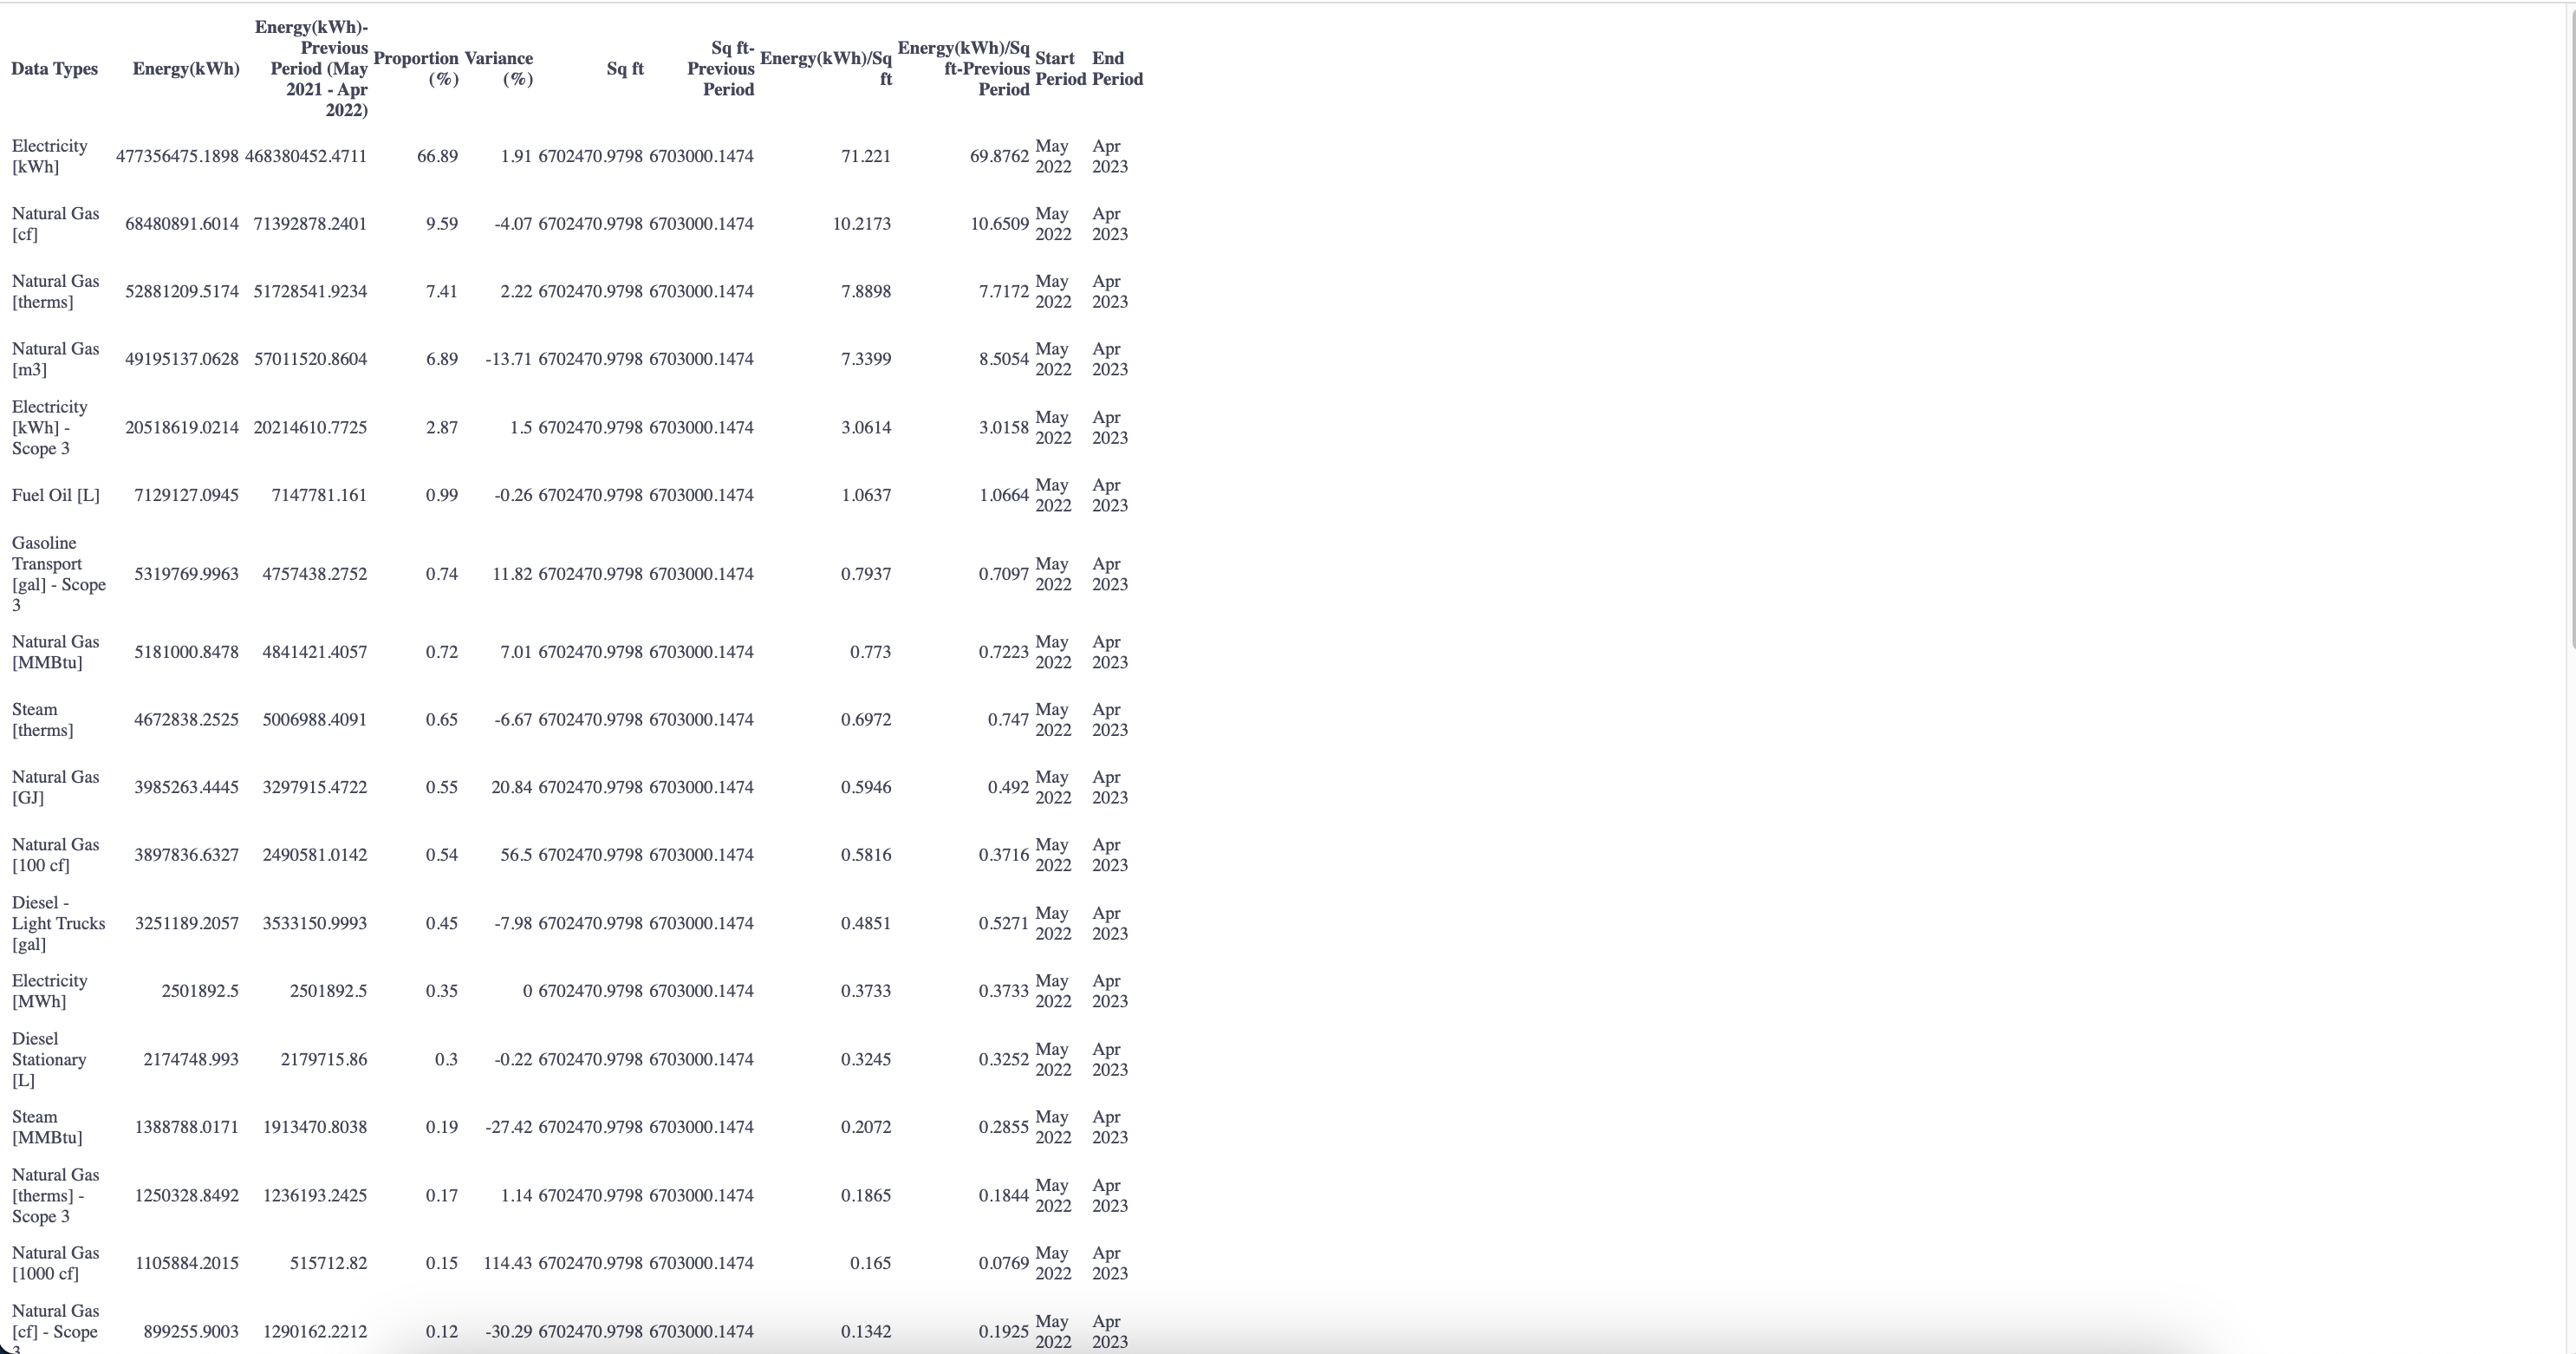 Data Types Energy(kWh) Energy(kWh)-Previous Period (May 2021 - Apr 2022) Proportion (%) Variance (%) Sq ft Sq ft-Previous Period Energy(kWh)/Sq ft Energy(kWh)/Sq ft-Previous Period Start Period End Period
Electricity [kWh] 477356475.1898 468380452.4711 66.89 1.91 6702470.9798 6703000.1474 71.221 69.8762 May 2022 Apr 2023
Natural Gas [cf] 68480891.6014 71392878.2401 9.59 -4.07 6702470.9798 6703000.1474 10.2173 10.6509 May 2022 Apr 2023
Natural Gas [therms] 52881209.5174 51728541.9234 7.41 2.22 6702470.9798 6703000.1474 7.8898 7.7172 May 2022 Apr 2023
Natural Gas [m3] 49195137.0628 57011520.8604 6.89 -13.71 6702470.9798 6703000.1474 7.3399 8.5054 May 2022 Apr 2023
Electricity [kWh] - Scope 3 20518619.0214 20214610.7725 2.87 1.5 6702470.9798 6703000.1474 3.0614 3.0158 May 2022 Apr 2023
Fuel Oil [L] 7129127.0945 7147781.161 0.99 -0.26 6702470.9798 6703000.1474 1.0637 1.0664 May 2022 Apr 2023
Gasoline Transport [gal] - Scope 3 5319769.9963 4757438.2752 0.74 11.82 6702470.9798 6703000.1474 0.7937 0.7097 May 2022 Apr 2023
Natural Gas [MMBtu] 5181000.8478 4841421.4057 0.72 7.01 6702470.9798 6703000.1474 0.773 0.7223 May 2022 Apr 2023
Steam [therms] 4672838.2525 5006988.4091 0.65 -6.67 6702470.9798 6703000.1474 0.6972 0.747 May 2022 Apr 2023
Natural Gas [GJ] 3985263.4445 3297915.4722 0.55 20.84 6702470.9798 6703000.1474 0.5946 0.492 May 2022 Apr 2023
Natural Gas [100 cf] 3897836.6327 2490581.0142 0.54 56.5 6702470.9798 6703000.1474 0.5816 0.3716 May 2022 Apr 2023
Diesel - Light Trucks [gal] 3251189.2057 3533150.9993 0.45 -7.98 6702470.9798 6703000.1474 0.4851 0.5271 May 2022 Apr 2023
Electricity [MWh] 2501892.5 2501892.5 0.35 0 6702470.9798 6703000.1474 0.3733 0.3733 May 2022 Apr 2023
Diesel Stationary [L] 2174748.993 2179715.86 0.3 -0.22 6702470.9798 6703000.1474 0.3245 0.3252 May 2022 Apr 2023
Steam [MMBtu] 1388788.0171 1913470.8038 0.19 -27.42 6702470.9798 6703000.1474 0.2072 0.2855 May 2022 Apr 2023
Natural Gas [therms] - Scope 3 1250328.8492 1236193.2425 0.17 1.14 6702470.9798 6703000.1474 0.1865 0.1844 May 2022 Apr 2023
Natural Gas [1000 cf] 1105884.2015 515712.82 0.15 114.43 6702470.9798 6703000.1474 0.165 0.0769 May 2022 Apr 2023
Natural Gas [cf] - Scope 3 899255.9003 1290162.2212 0.12 -30.29 6702470.9798 6703000.1474 0.1342 0.1925 May 2022 Apr 2023